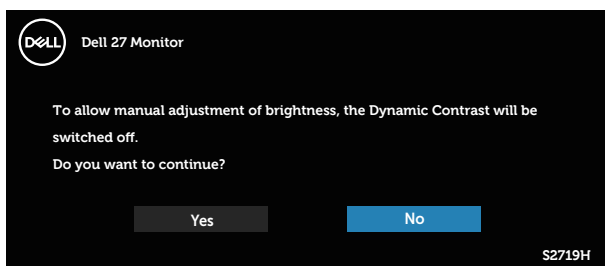 DELL
Dell 27 Monitor
To allow manual adjustment of brightness, the Dynamic Contrast will be
switched off.
Do you want to continue?
Yes No
S2719H